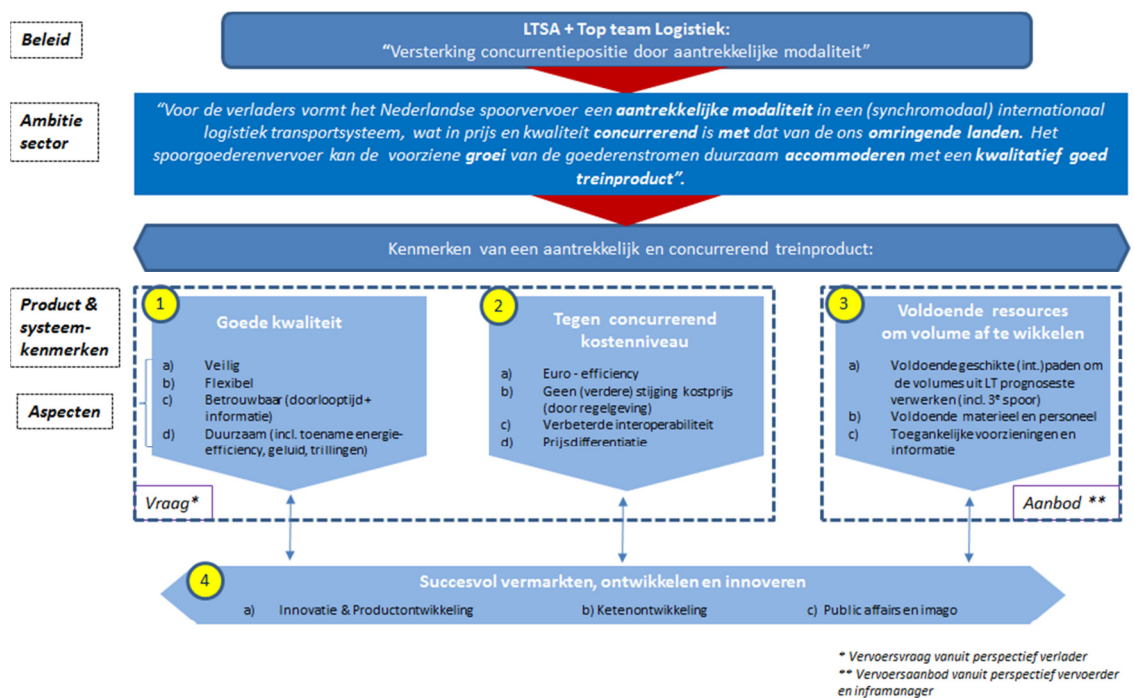 Beleid
LTSA + Top team Logistiek:
“Versterking concurrentiepositie door aantrekkelijke modaliteit”
Ambitie
sector
“Voor de verladers vormt het Nederlandse spoorvervoer een aantrekkelijke modaliteit in een (synchromodaal) internationaal
logistiek transportsysteem, wat in prijs en kwaliteit concurrerend is met dat van de ons omringende landen. Het
spoorgoederenvervoer kan de voorziene groei van de goederenstromen duurzaam accommoderen met een kwalitatief goed
treinproduct”.
Kenmerken van een aantrekkelijk en concurrerend treinproduct:
Product &
systeem-
kenmerken
Aspecten
1
Goede kwaliteit
a) Veilig
b) Flexibel
c) Betrouwbaar (doorlooptijd +
informatie)
d) Duurzaam (incl. toename energie-
efficiency, geluid, trillingen)
Vraag*
2
Tegen concurrerend
kostenniveau
a) Euro - efficiency
b) Geen (verdere) stijging kostprijs
(door regelgeving)
c) Verbeterde interoperabiliteit
d) Prijsdifferentiatie
3
Voldoende resources
om volume af te wikkelen
a) Voldoende geschikte (int.) paden om
de volumes uit LT prognoseste
verwerken (incl. 3e spoor)
b) Voldoende materieel en personeel
c) Toegankelijke voorzieningen en
informatie
Aanbod **
4
Succesvol vermarkten, ontwikkelen en innoveren
a) Innovatie & Productontwikkeling b) Ketenontwikkeling c) Public affairs en imago
* Vervoersvraag vanuit perspectief verlader
** Vervoersaanbod vanuit perspectief vervoerder
en inframanager